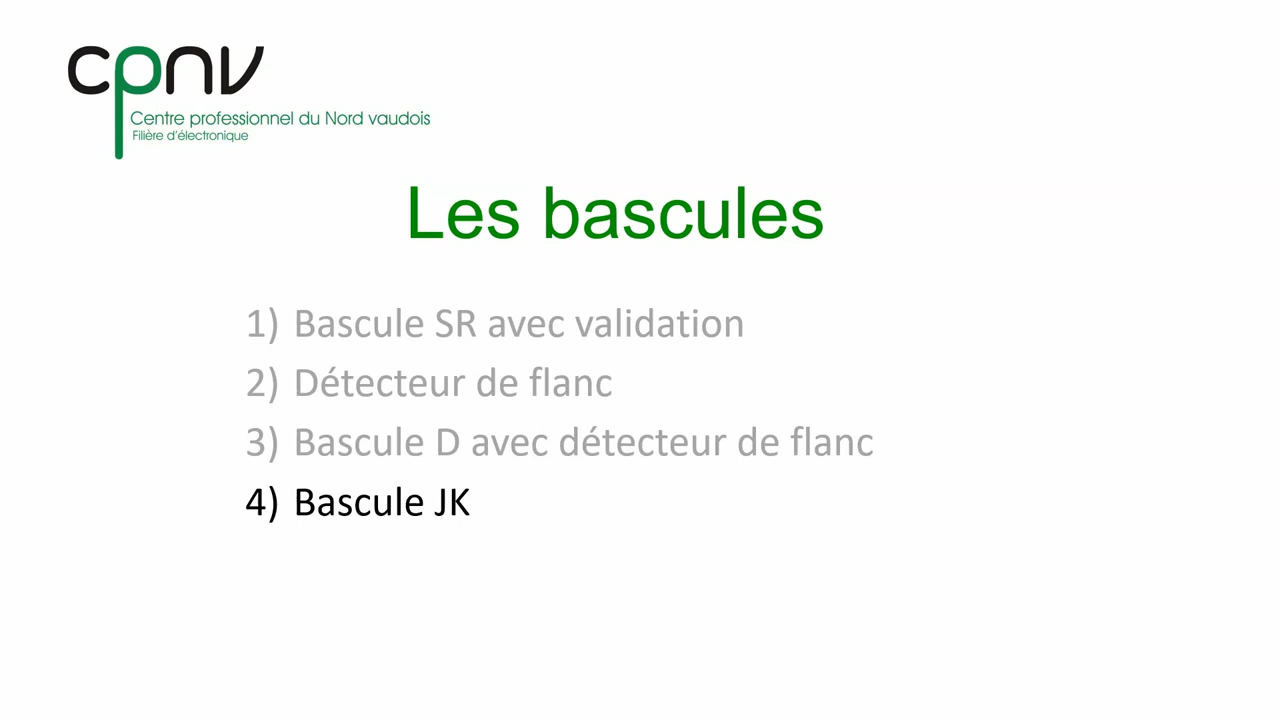 cpnv
Centre professionnel du Nord vaudois
Filière d'électronique
Les bascules
1) Bascule SR avec validation
2) Détecteur de flanc
3) Bascule D avec détecteur de flanc
4) Bascule JK